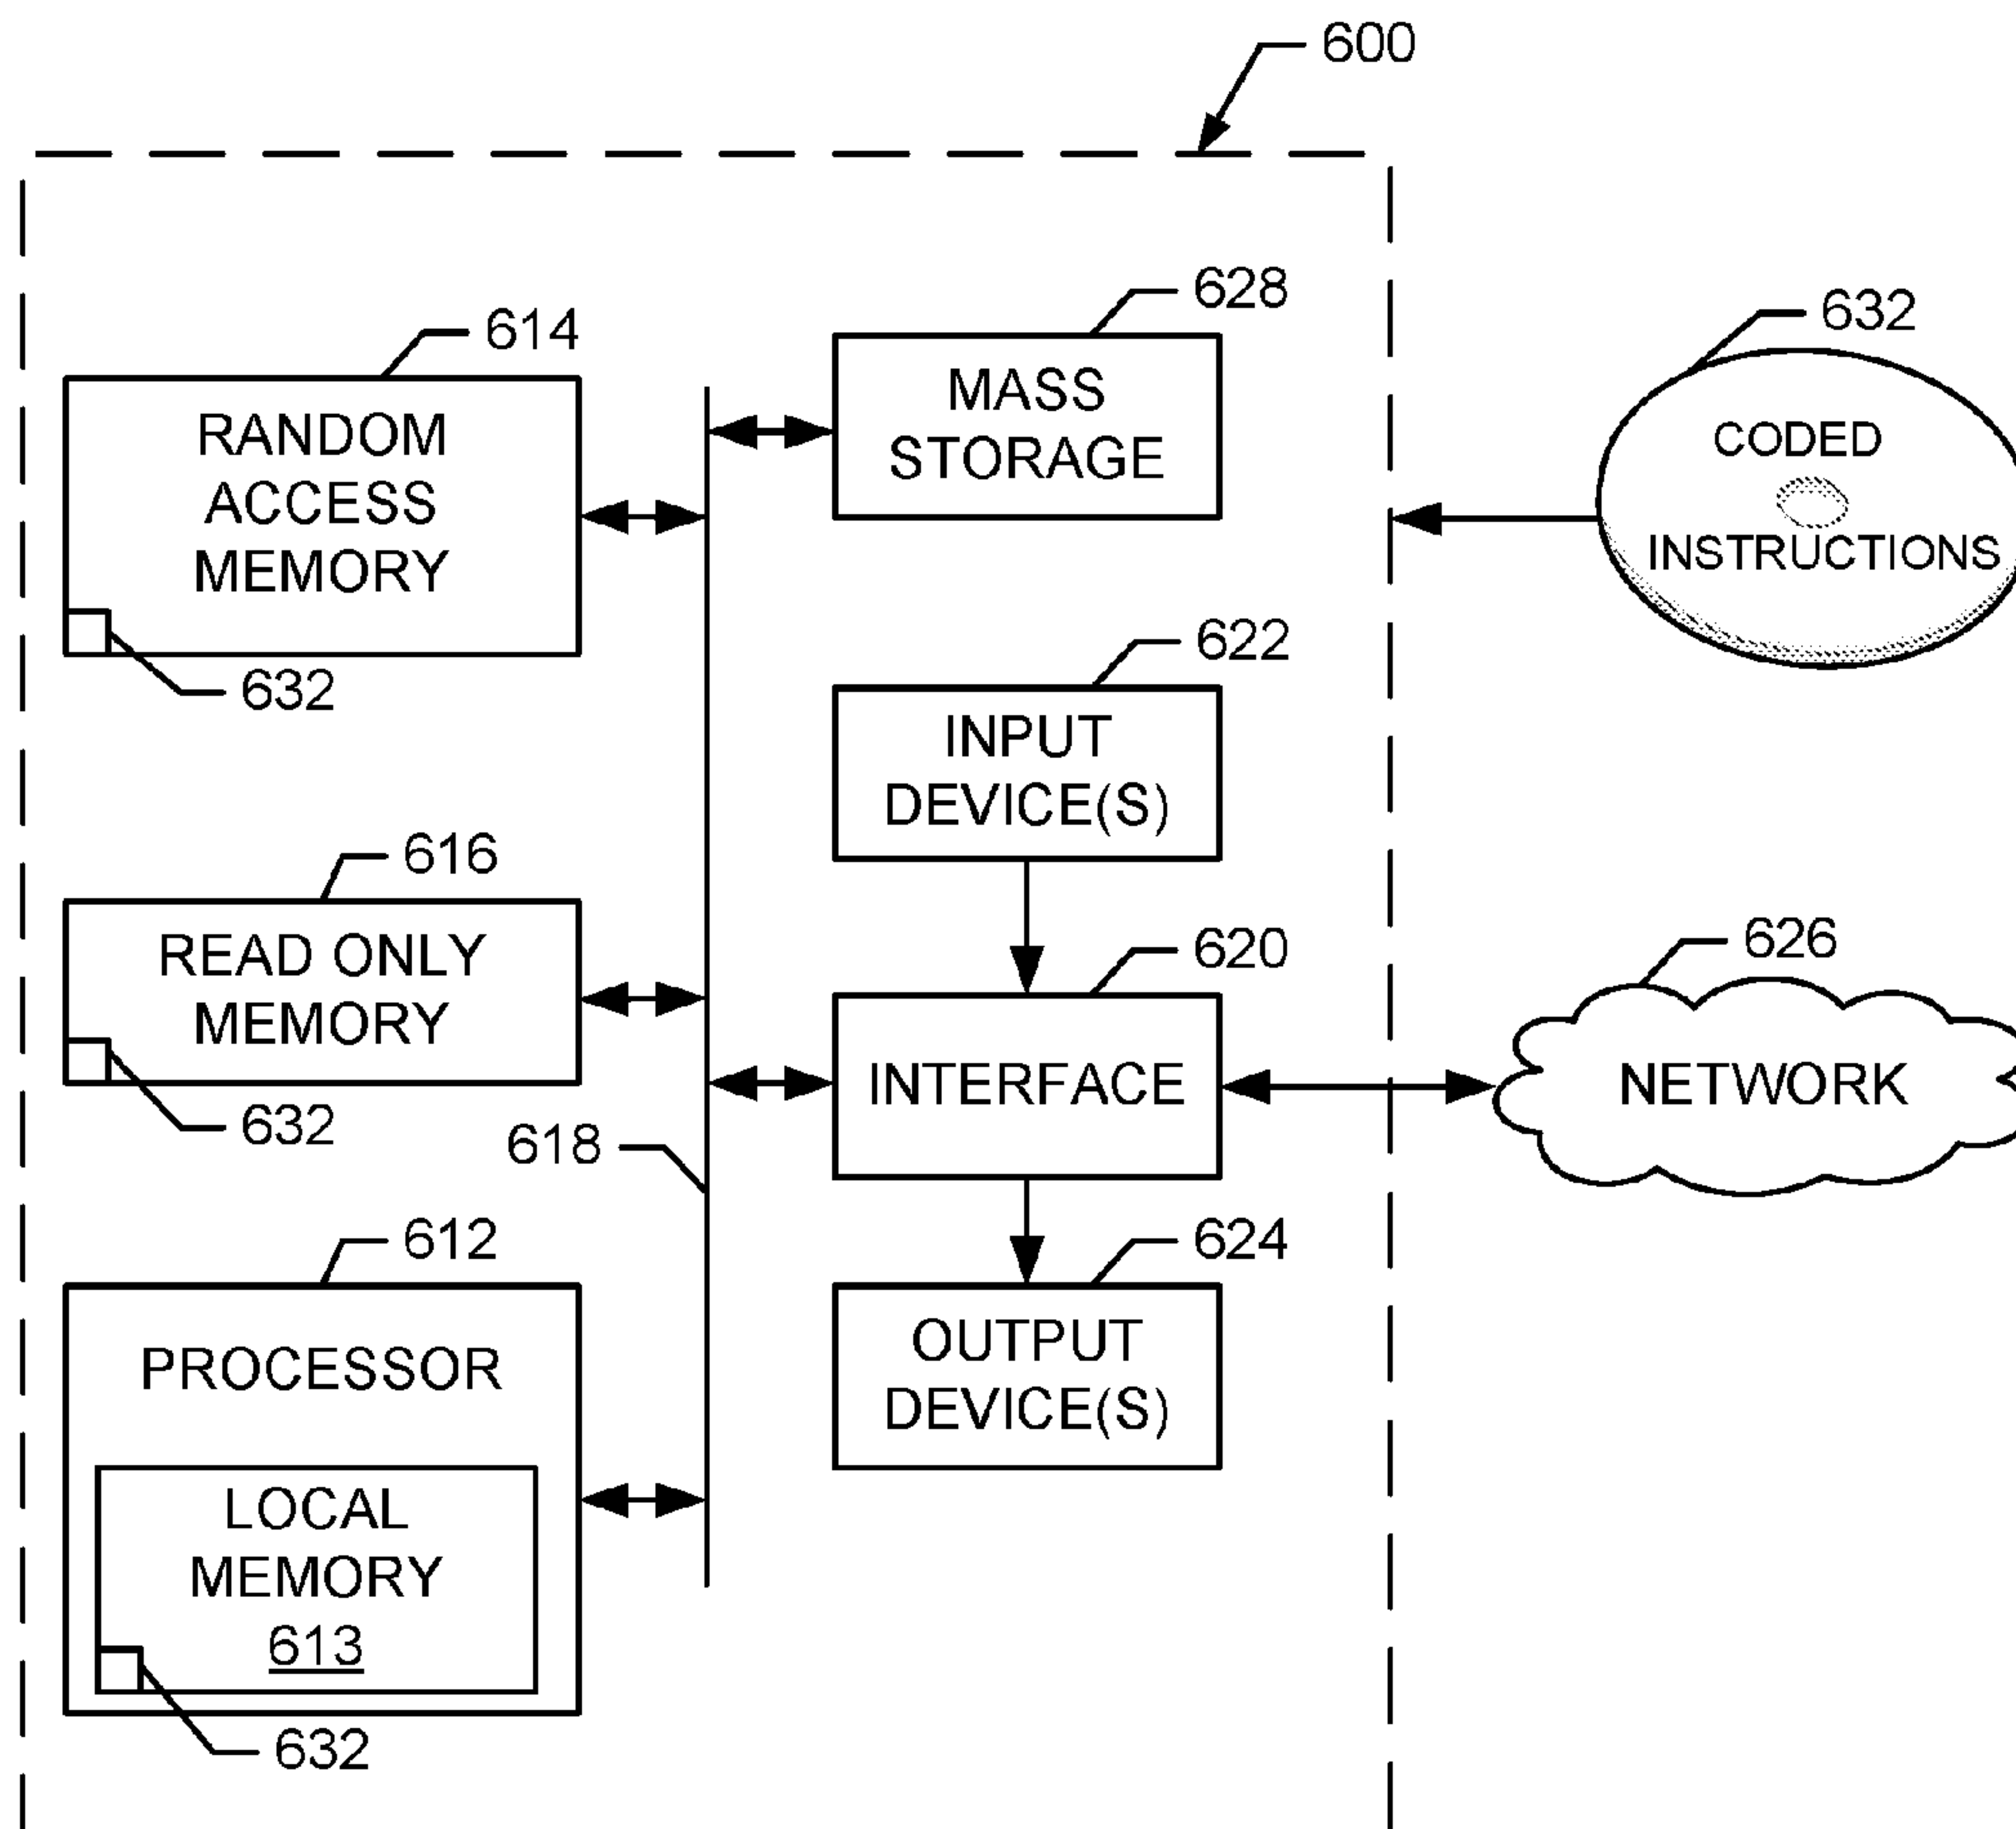 600
628
MASS
STORAGE
614
RANDOM
ACCESS
MEMORY
632
632
CODED
INSTRUCTIONS
622
INPUT
DEVICE(S)
616
READ ONLY
MEMORY
632
620
INTERFACE
626
NETWORK
618
612
PROCESSOR
LOCAL
MEMORY
613
632
624
OUTPUT
DEVICE(S)